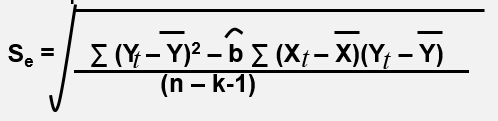 Sₑ = √ ∑ (Yₜ – Y̅)² – b̂ ∑ (Xₜ – X̅)(Yₜ – Y̅)
(n – k-1)